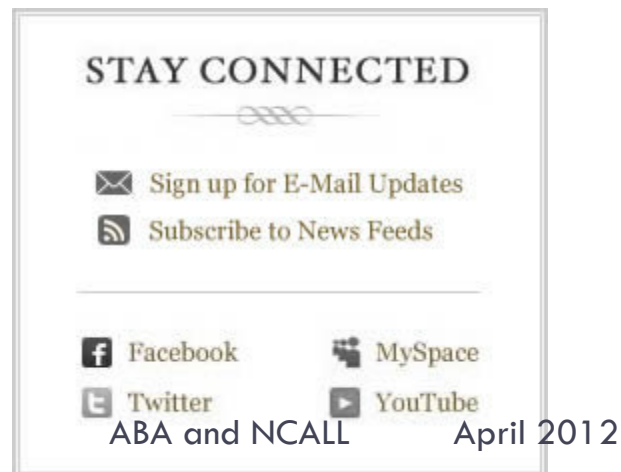 STAY CONNECTED
Sign up for E-Mail Updates
Subscribe to News Feeds
Facebook MySpace
Twitter YouTube
ABA and NCALL April 2012